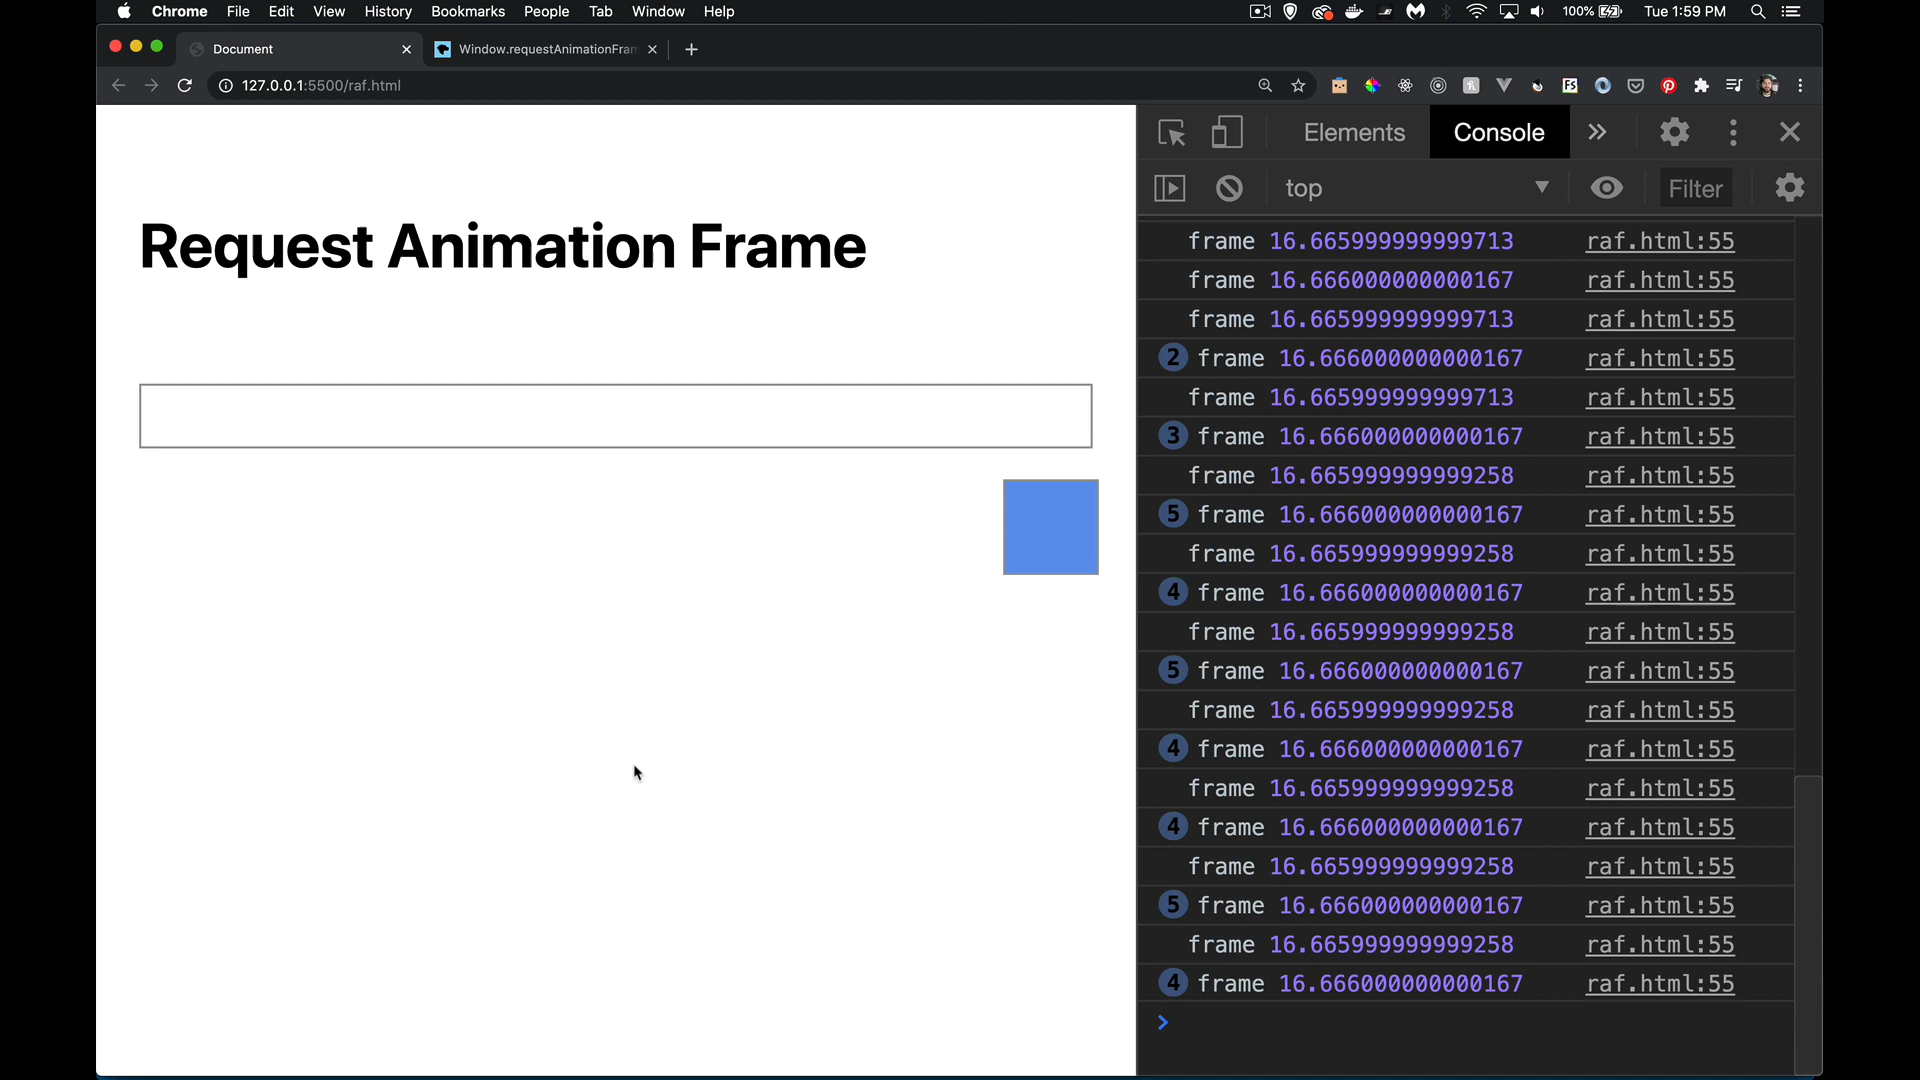 Chrome File Edit View History Bookmarks People Tab Window Help 100% Tue 1:59 PM
Document Window.requestAnimationFram
127.0.0.1:5500/raf.html
Elements Console
top Filter
Request Animation Frame
frame 16.665999999999713 raf.html:55
frame 16.666000000000167 raf.html:55
frame 16.665999999999713 raf.html:55
2 frame 16.666000000000167 raf.html:55
frame 16.665999999999713 raf.html:55
3 frame 16.666000000000167 raf.html:55
frame 16.665999999999258 raf.html:55
5 frame 16.666000000000167 raf.html:55
frame 16.665999999999258 raf.html:55
4 frame 16.666000000000167 raf.html:55
frame 16.665999999999258 raf.html:55
5 frame 16.666000000000167 raf.html:55
frame 16.665999999999258 raf.html:55
4 frame 16.666000000000167 raf.html:55
frame 16.665999999999258 raf.html:55
4 frame 16.666000000000167 raf.html:55
frame 16.665999999999258 raf.html:55
5 frame 16.666000000000167 raf.html:55
frame 16.665999999999258 raf.html:55
4 frame 16.666000000000167 raf.html:55